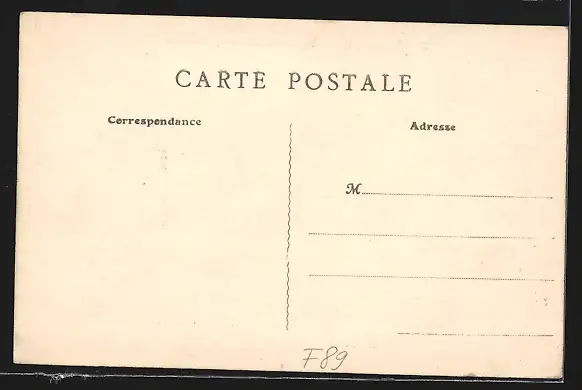 CARTE POSTALE
Correspondance
Adresse
M
F89